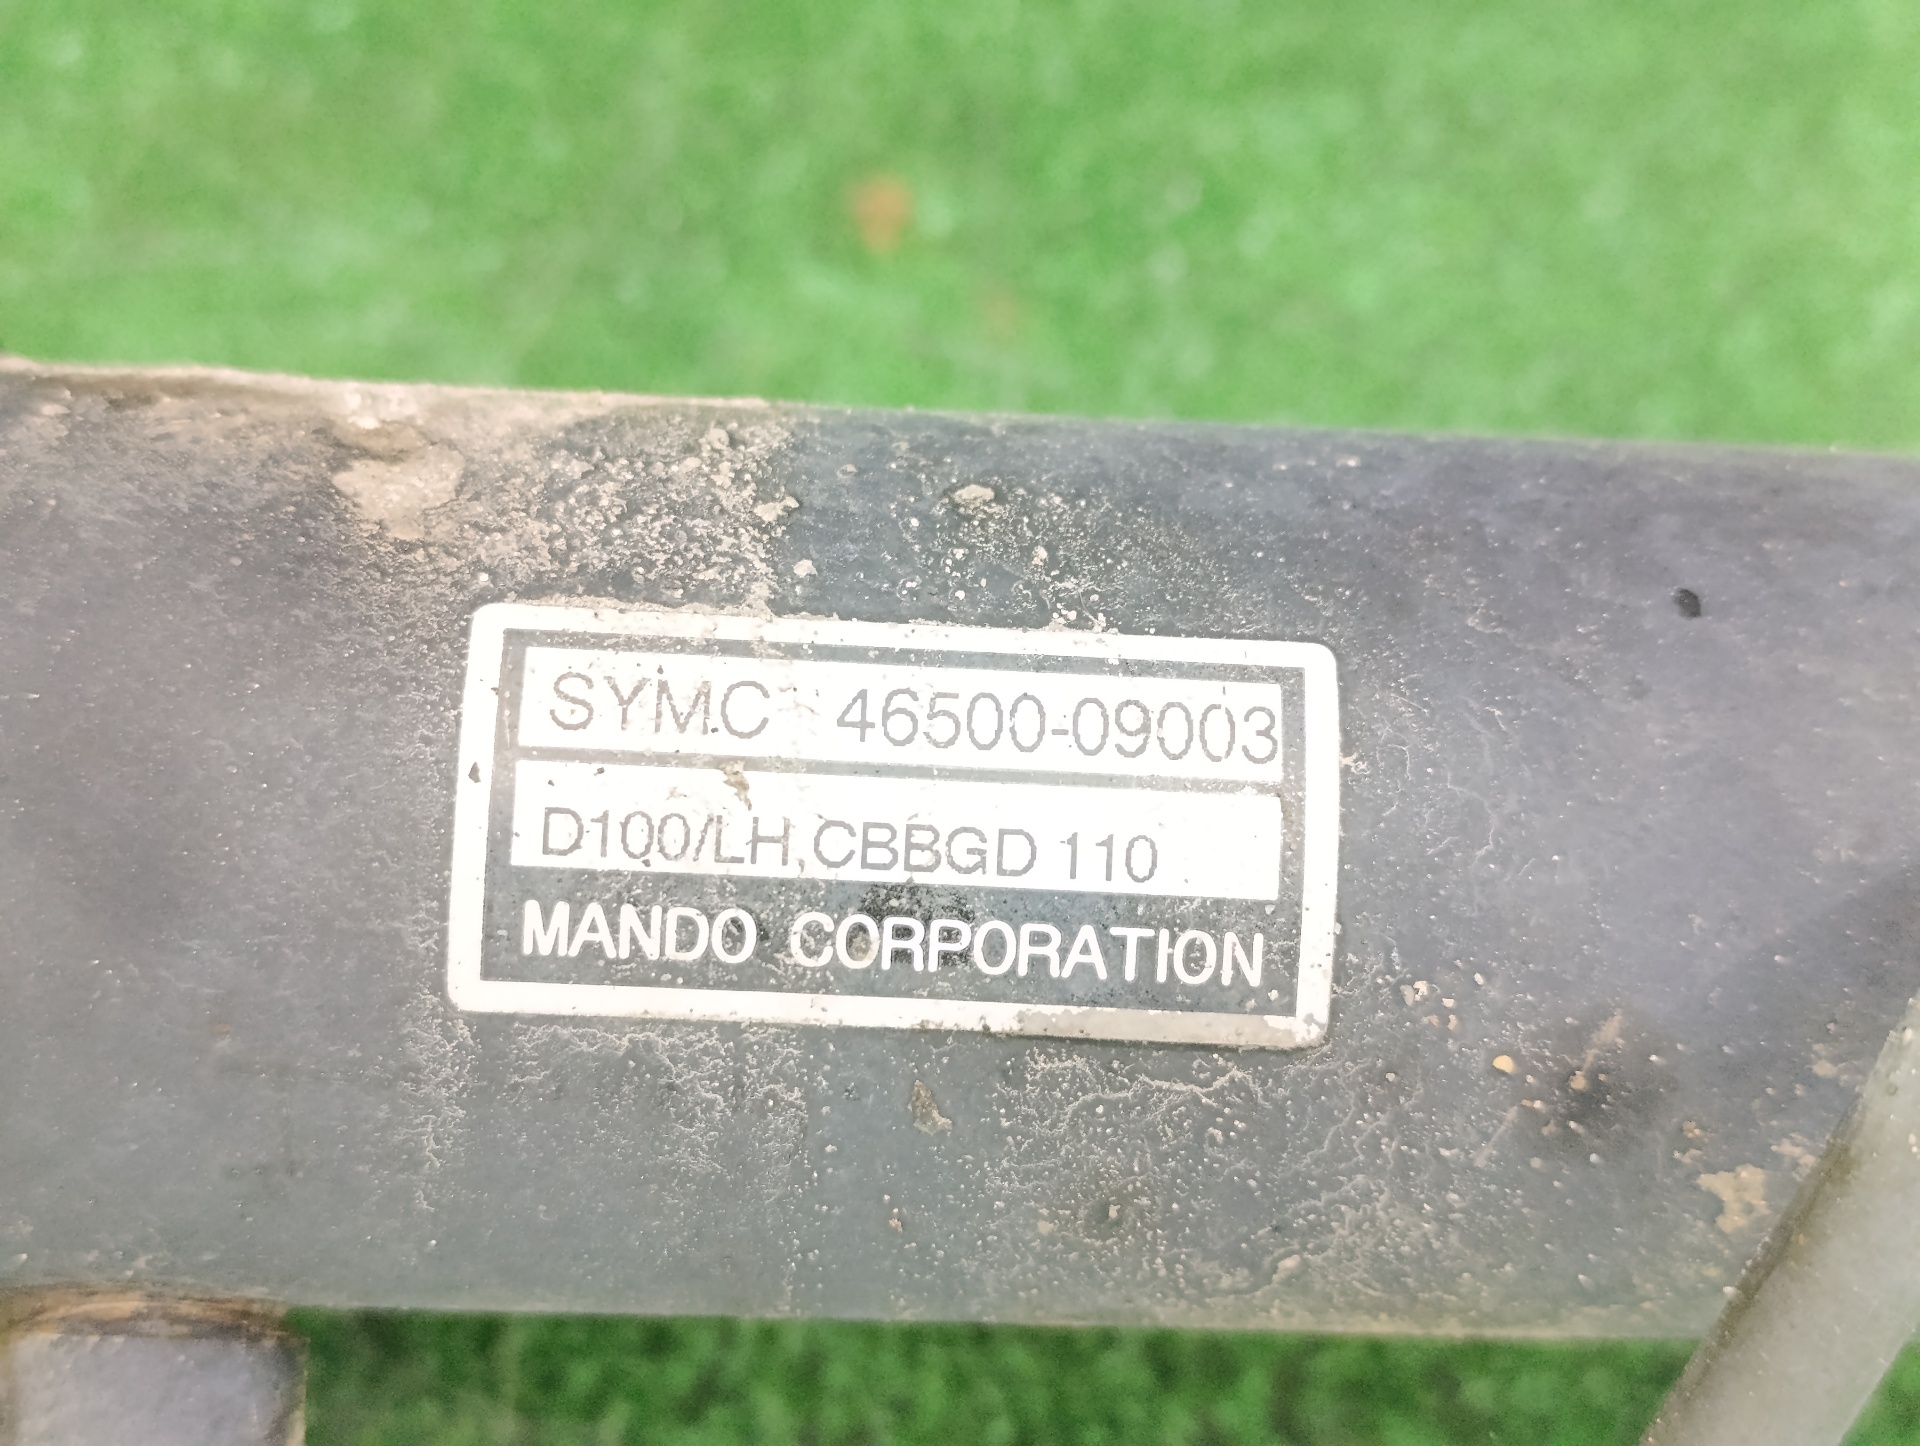 SYMC 46500-09003
D100/LH,CBBGD 110
MANDO CORPORATION